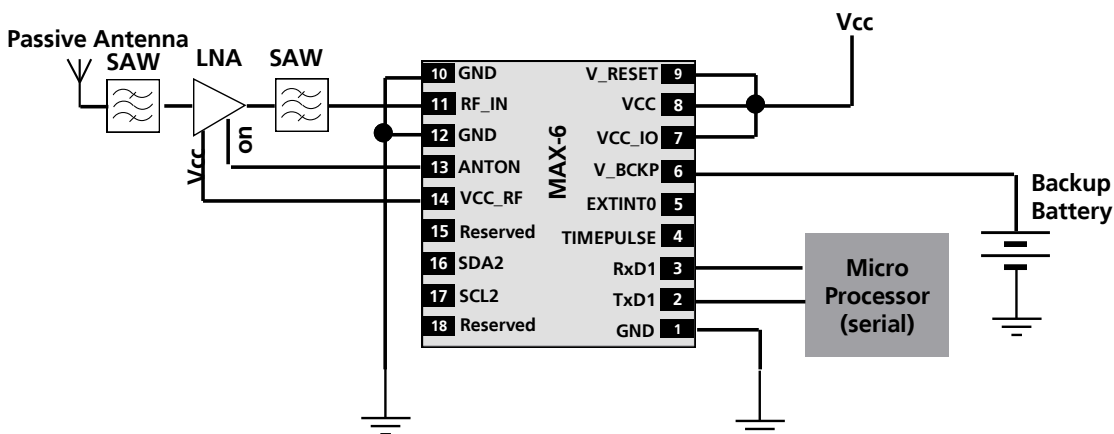 Passive Antenna
SAW
LNA
SAW
Vcc
on
Vcc
MAX-6
10 GND
11 RF_IN
12 GND
13 ANTON
14 VCC_RF
15 Reserved
16 SDA2
17 SCL2
18 Reserved
V_RESET 9
VCC 8
VCC_IO 7
V_BCKP 6
EXTINT0 5
TIMEPULSE 4
RxD1 3
TxD1 2
GND 1
Backup
Battery
Micro
Processor
(serial)